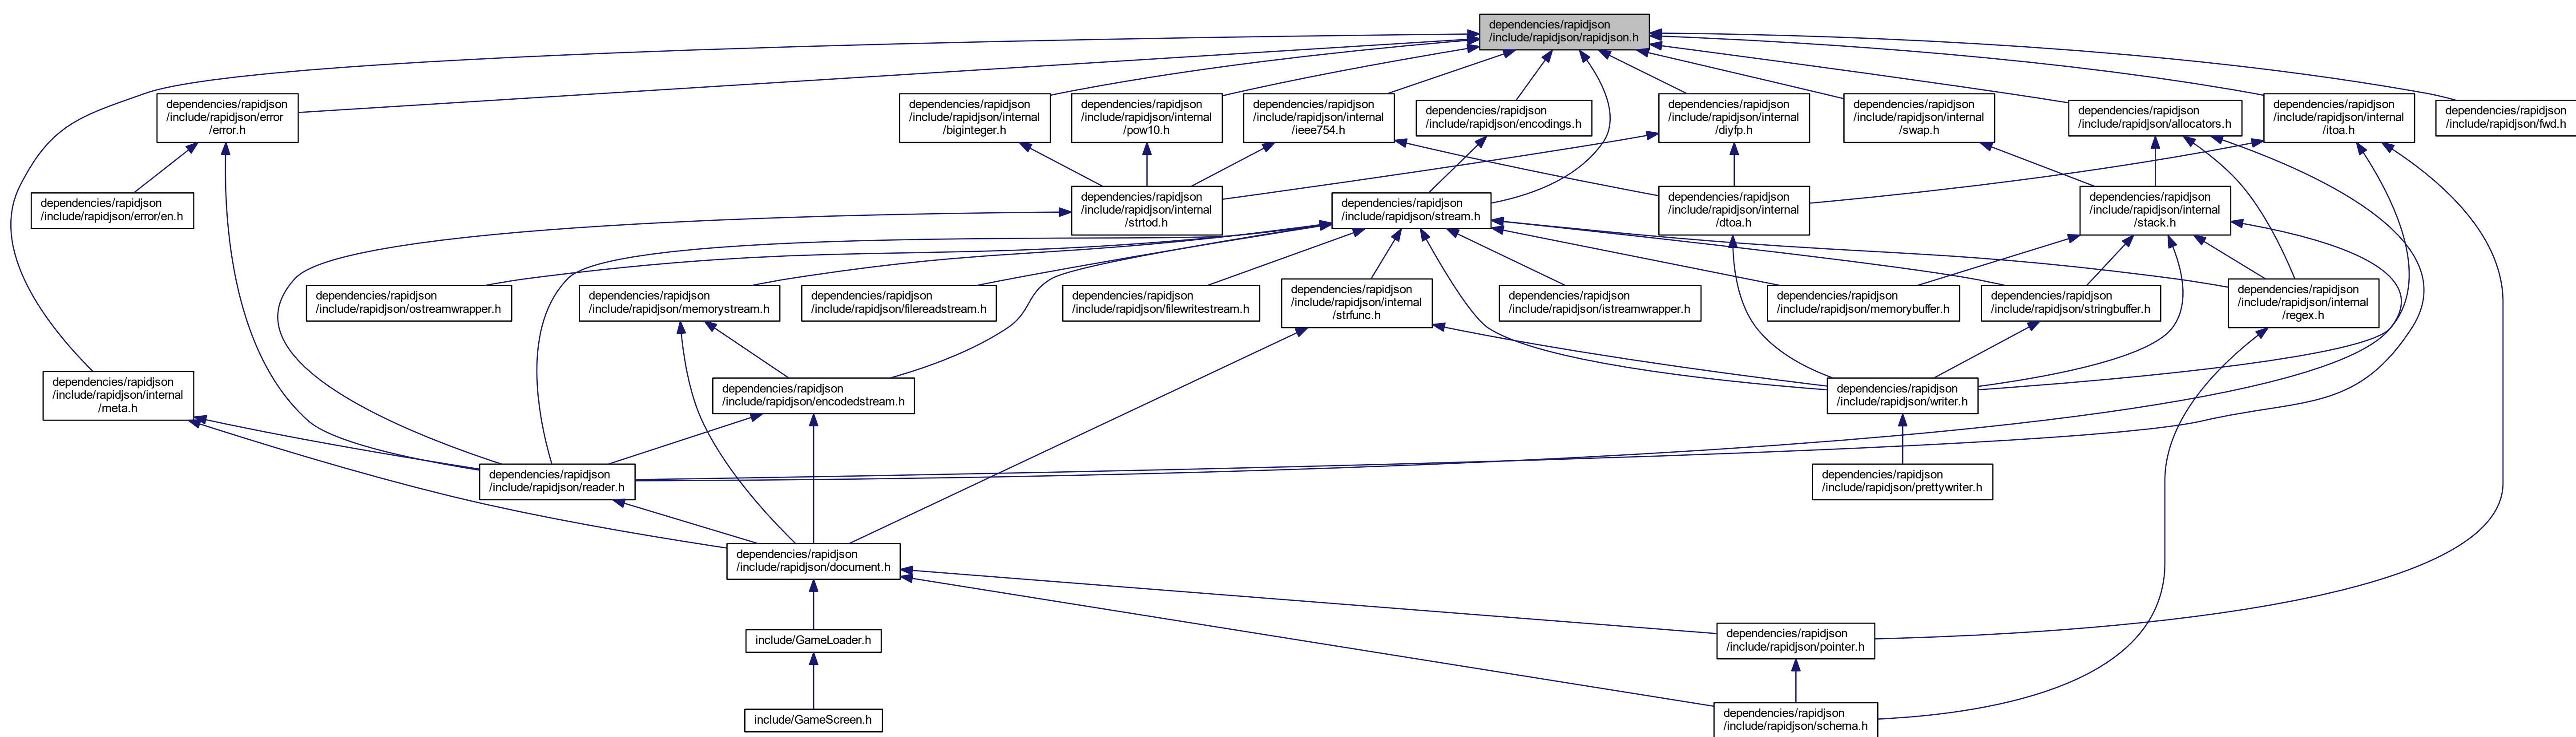 dependencies/rapidjson
/include/rapidjson/rapidjson.h
dependencies/rapidjson
/include/rapidjson/error
/error.h
dependencies/rapidjson
/include/rapidjson/internal
/biginteger.h
dependencies/rapidjson
/include/rapidjson/internal
/pow10.h
dependencies/rapidjson
/include/rapidjson/internal
/ieee754.h
dependencies/rapidjson
/include/rapidjson/encodings.h
dependencies/rapidjson
/include/rapidjson/internal
/diyfp.h
dependencies/rapidjson
/include/rapidjson/internal
/swap.h
dependencies/rapidjson
/include/rapidjson/allocators.h
dependencies/rapidjson
/include/rapidjson/internal
/itoa.h
dependencies/rapidjson
/include/rapidjson/fwd.h
dependencies/rapidjson
/include/rapidjson/error/en.h
dependencies/rapidjson
/include/rapidjson/internal
/strtod.h
dependencies/rapidjson
/include/rapidjson/stream.h
dependencies/rapidjson
/include/rapidjson/internal
/dtoa.h
dependencies/rapidjson
/include/rapidjson/internal
/stack.h
dependencies/rapidjson
/include/rapidjson/ostreamwrapper.h
dependencies/rapidjson
/include/rapidjson/memorystream.h
dependencies/rapidjson
/include/rapidjson/filereadstream.h
dependencies/rapidjson
/include/rapidjson/filewritestream.h
dependencies/rapidjson
/include/rapidjson/internal
/strfunc.h
dependencies/rapidjson
/include/rapidjson/istreamwrapper.h
dependencies/rapidjson
/include/rapidjson/memorybuffer.h
dependencies/rapidjson
/include/rapidjson/stringbuffer.h
dependencies/rapidjson
/include/rapidjson/internal
/regex.h
dependencies/rapidjson
/include/rapidjson/internal
/meta.h
dependencies/rapidjson
/include/rapidjson/encodedstream.h
dependencies/rapidjson
/include/rapidjson/writer.h
dependencies/rapidjson
/include/rapidjson/reader.h
dependencies/rapidjson
/include/rapidjson/prettywriter.h
dependencies/rapidjson
/include/rapidjson/document.h
include/GameLoader.h
dependencies/rapidjson
/include/rapidjson/pointer.h
include/GameScreen.h
dependencies/rapidjson
/include/rapidjson/schema.h